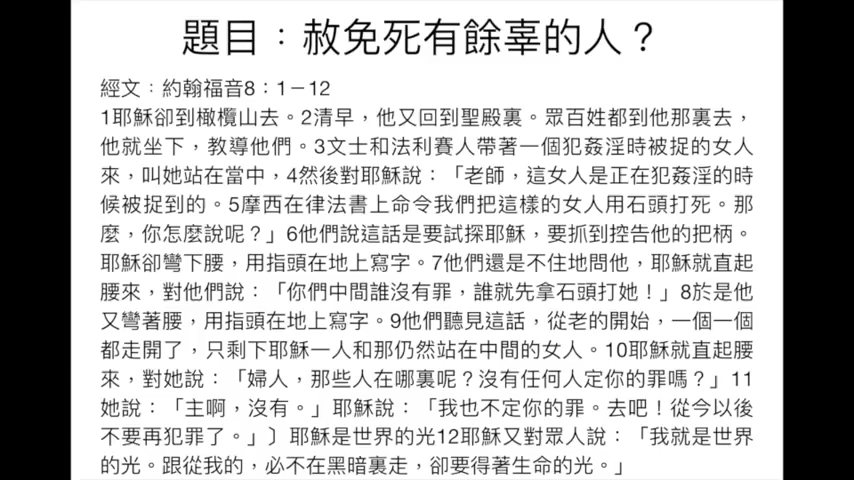 題目：赦免死有餘辜的人？
經文：約翰福音8：1－12
1耶穌卻到橄欖山去。2清早，他又回到聖殿裏。眾百姓都到他那裏去，
他就坐下，教導他們。3文士和法利賽人帶著一個犯姦淫時被捉的女人
來，叫她站在當中，4然後對耶穌說：「老師，這女人是正在犯姦淫的時
候被捉到的。5摩西在律法書上命令我們把這樣的女人用石頭打死。那
麼，你怎麼說呢？」6他們說這話是要試探耶穌，要抓到控告他的把柄。
耶穌卻彎下腰，用指頭在地上寫字。7他們還是不住地問他，耶穌就直起
腰來，對他們說：「你們中間誰沒有罪，誰就先拿石頭打她！」8於是他
又彎著腰，用指頭在地上寫字。9他們聽見這話，從老的開始，一個一個
都走開了，只剩下耶穌一人和那仍然站在中間的女人。10耶穌就直起腰
來，對她說：「婦人，那些人在哪裏呢？沒有任何人定你的罪嗎？」11
她說：「主啊，沒有。」耶穌說：「我也不定你的罪。去吧！從今以後
不要再犯罪了。」〕耶穌是世界的光12耶穌又對眾人說：「我就是世界
的光。跟從我的，必不在黑暗裏走，卻要得著生命的光。」